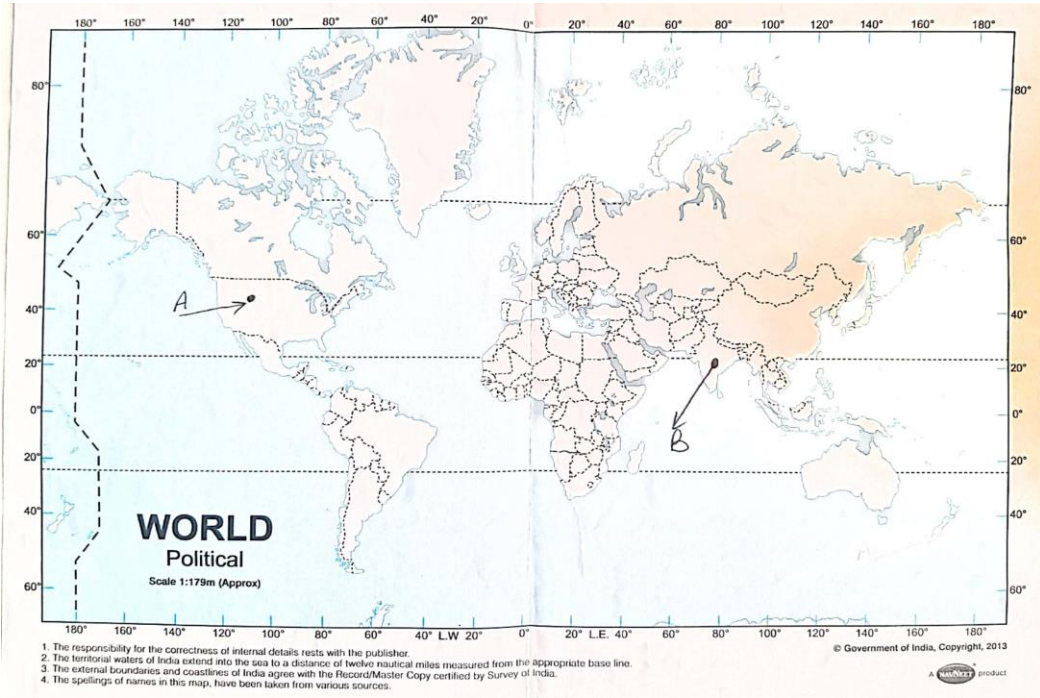 180° 160° 140° 120° 100° 80° 60° 40° 20° 0° 20° 40° 60° 80° 100° 120° 140° 160° 180°
80° 80°
60° 60°
A
40° 40°
20° 20°
0° 0°
B
20° 20°
40° 40°
WORLD
Political
Scale 1:179m (Approx)
60° 60°
180° 160° 140° 120° 100° 80° 60° 40° L.W 20° 0° 20° L.E. 40° 60° 80° 100° 120° 140° 160° 180°
© Government of India, Copyright, 2013
1. The responsibility for the correctness of internal details rests with the publisher.
2. The territorial waters of India extend into the sea to a distance of twelve nautical miles measured from the appropriate base line.
3. The external boundaries and coastlines of India agree with the Record/Master Copy certified by Survey of India.
4. The spellings of names in this map, have been taken from various sources.
A NAVNEET product